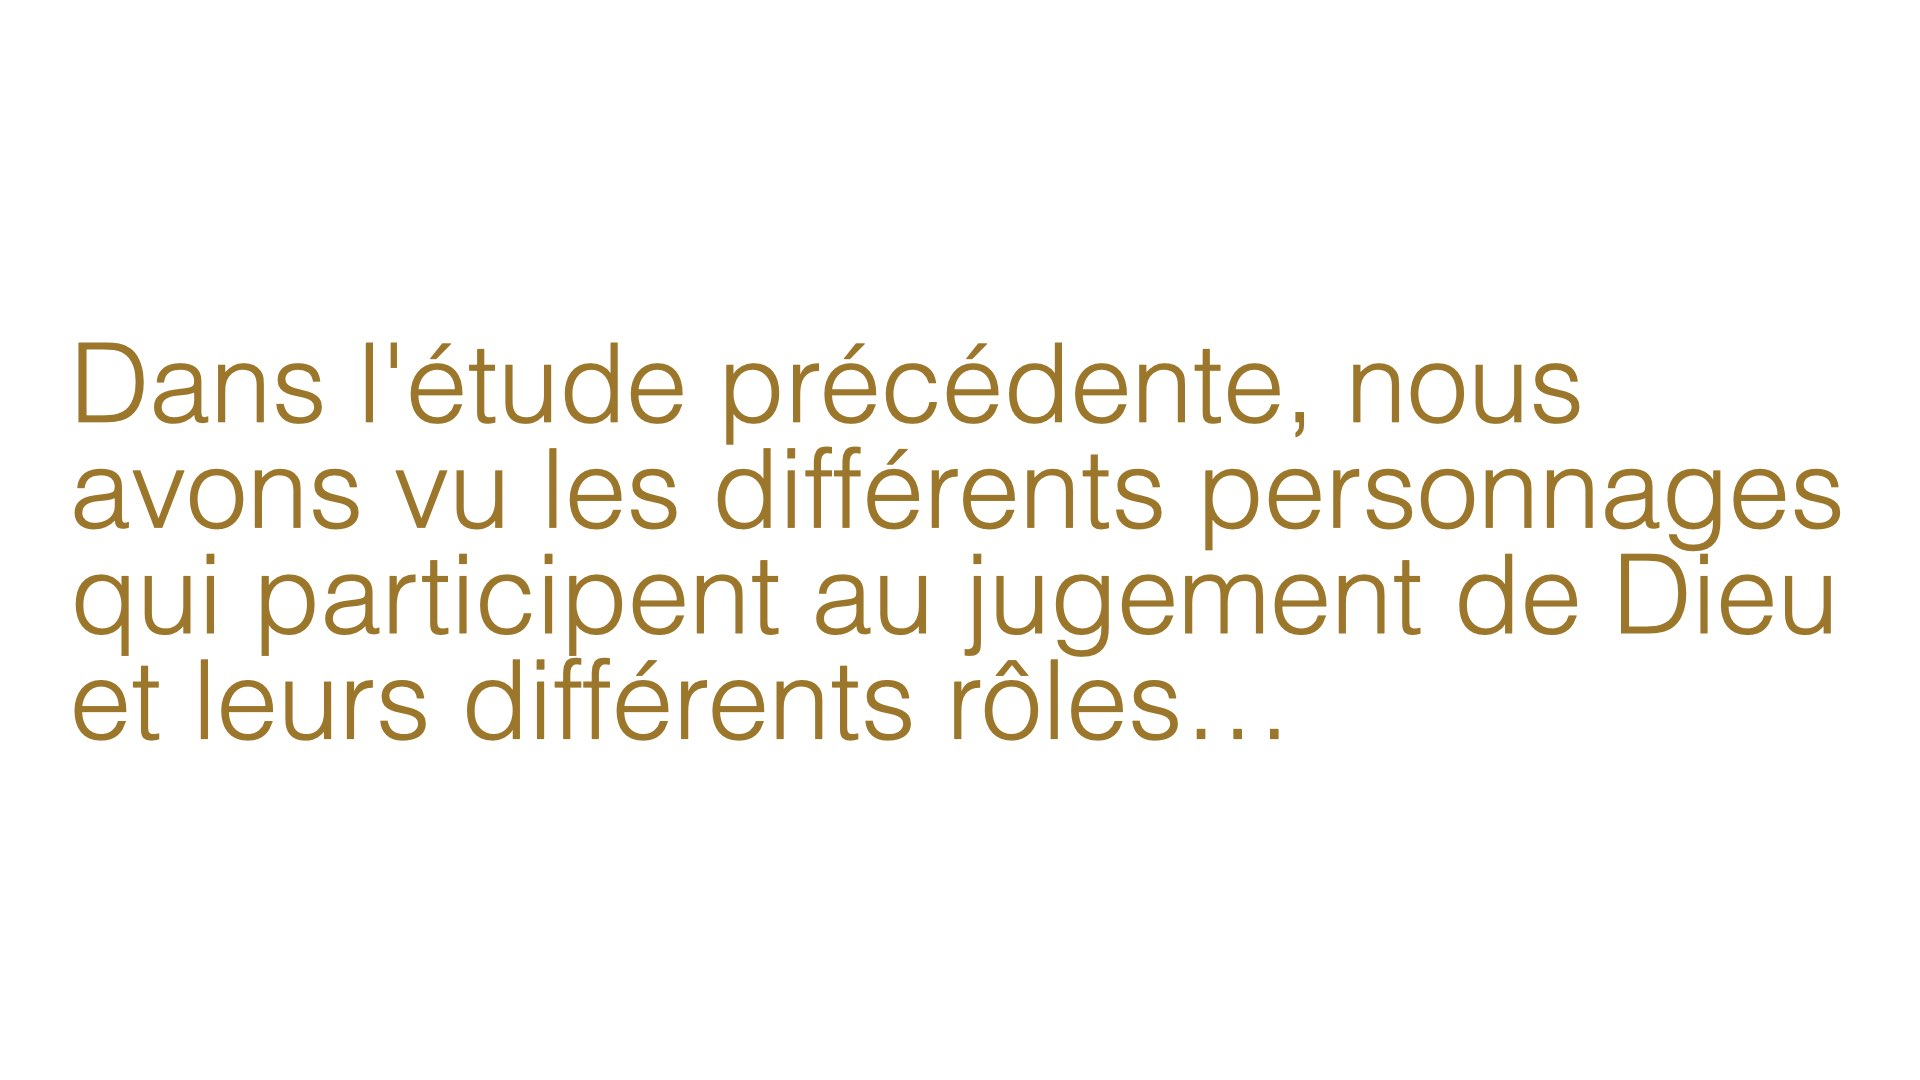 Dans l'étude précédente, nous
avons vu les différents personnages
qui participent au jugement de Dieu
et leurs différents rôles…